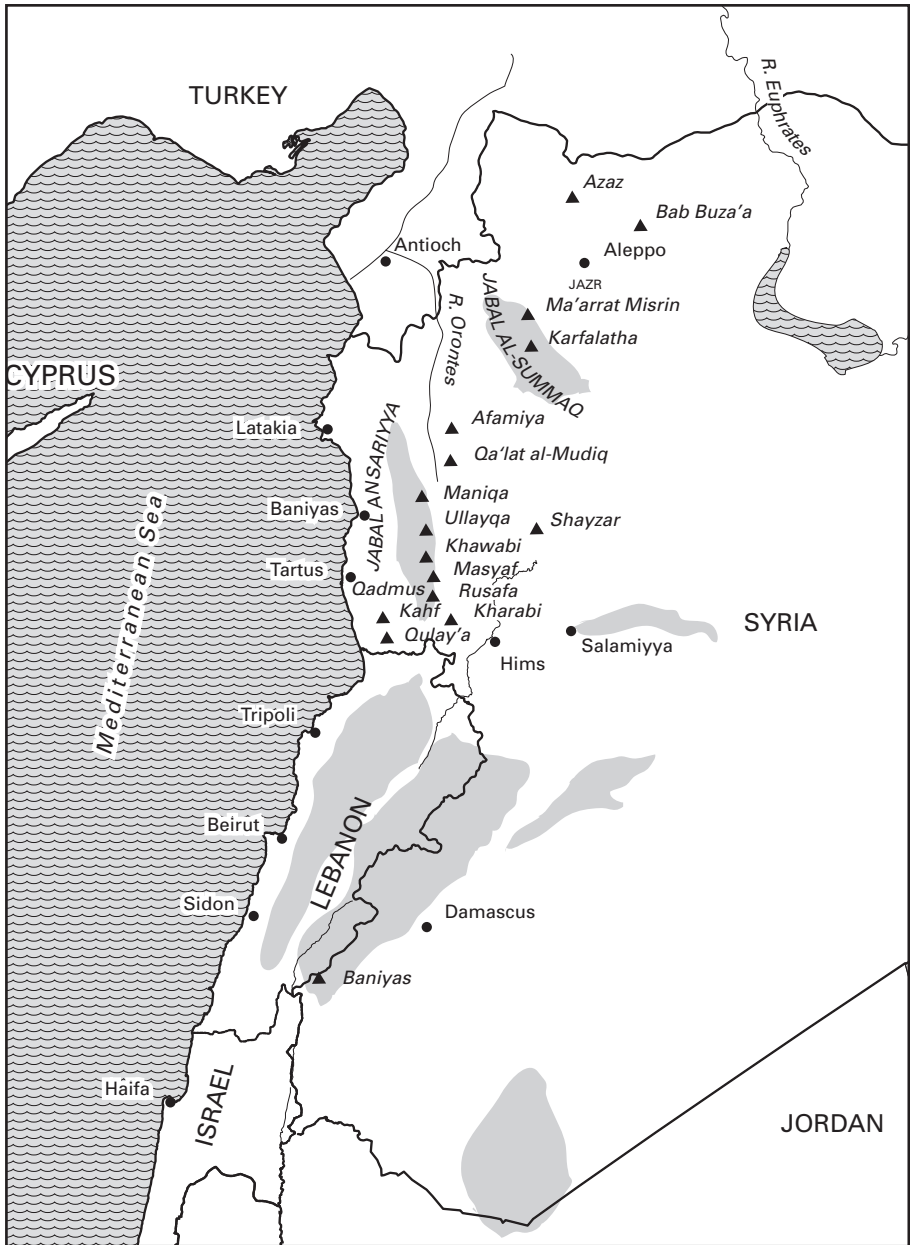 TURKEY
R. Euphrates
Azaz
Bab Buza'a
Antioch
Aleppo
JAZR
JABAL AL-SUMMAQ
R. Orontes
Ma'arrat Misrin
Karfalatha
CYPRUS
Latakia
JABAL ANSARIYYA
Afamiya
Qa'lat al-Mudiq
Maniqa
Baniyas
Ullayqa
Shayzar
Khawabi
Tartus
Masyaf
Qadmus
Rusafa
Kahf
Kharabi
SYRIA
Qulay'a
Hims
Salamiyya
Mediterranean Sea
Tripoli
Beirut
LEBANON
Sidon
Damascus
Baniyas
Haifa
ISRAEL
JORDAN